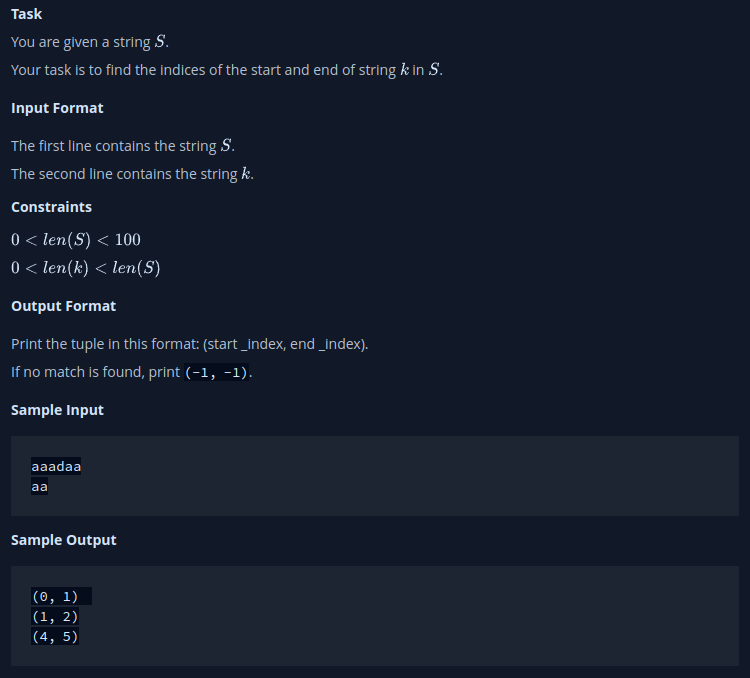 Task
You are given a string S.
Your task is to find the indices of the start and end of string k in S.
Input Format
The first line contains the string S.
The second line contains the string k.
Constraints
0 < len(S) < 100
0 < len(k) < len(S)
Output Format
Print the tuple in this format: (start _index, end _index).
If no match is found, print (-1, -1).
Sample Input
aaadaa
aa
Sample Output
(0, 1)
(1, 2)
(4, 5)